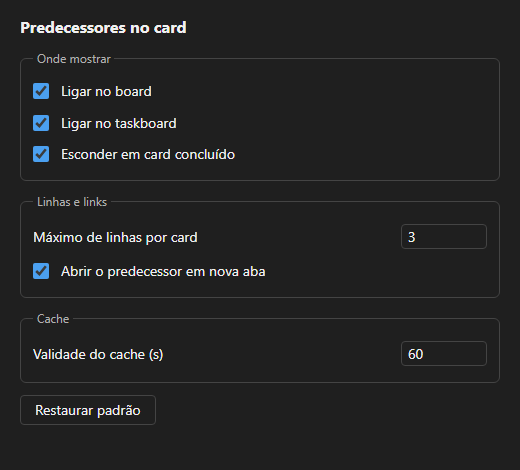 Predecessores no card
Onde mostrar
Ligar no board
Ligar no taskboard
Esconder em card concluído
Linhas e links
Máximo de linhas por card
3
Abrir o predecessor em nova aba
Cache
Validade do cache (s)
60
Restaurar padrão